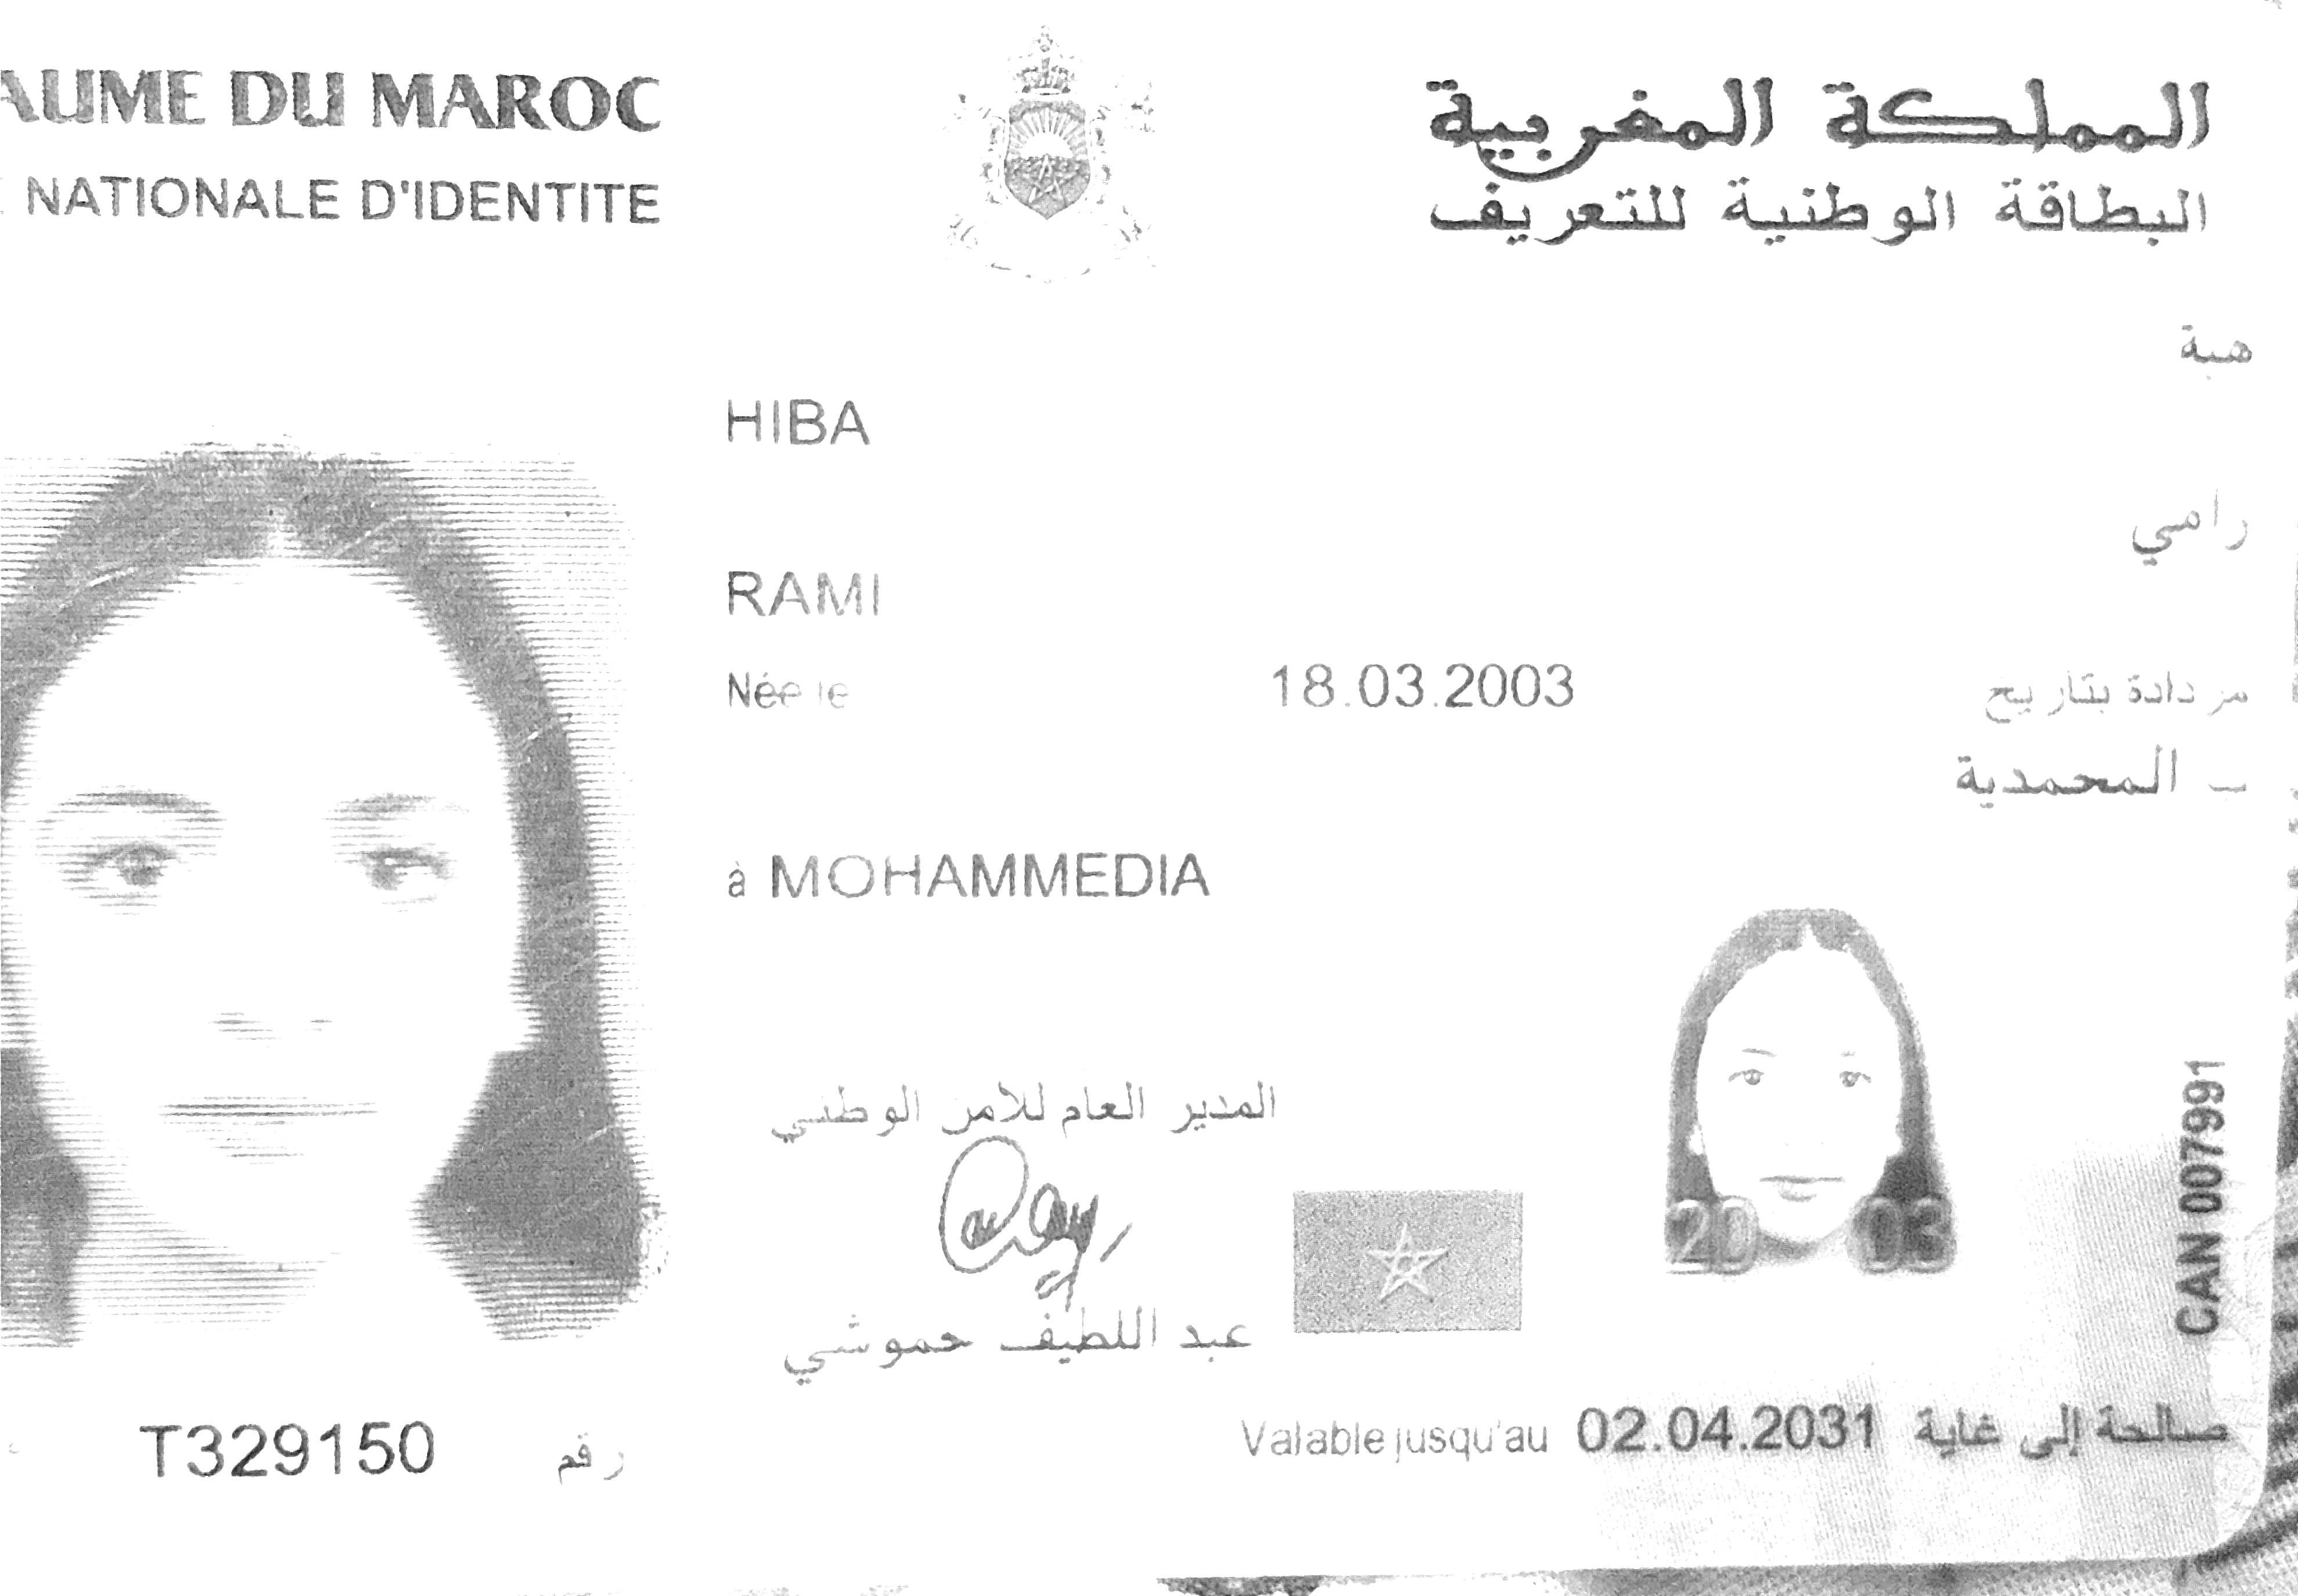 AUME DU MAROC
المملكة المغربية
NATIONALE D'IDENTITE
البطاقة الوطنية للتعريف
هبة
HIBA
رامي
RAMI
Née le 18.03.2003 بتاريخ
ب المحمدية
à MOHAMMEDIA
المدير العام للأمن الوطني
20 03
CAN 007991
عبد اللطيف حموشي
T329150 رقم
Valable jusqu'au 02.04.2031 صالحة إلى غاية